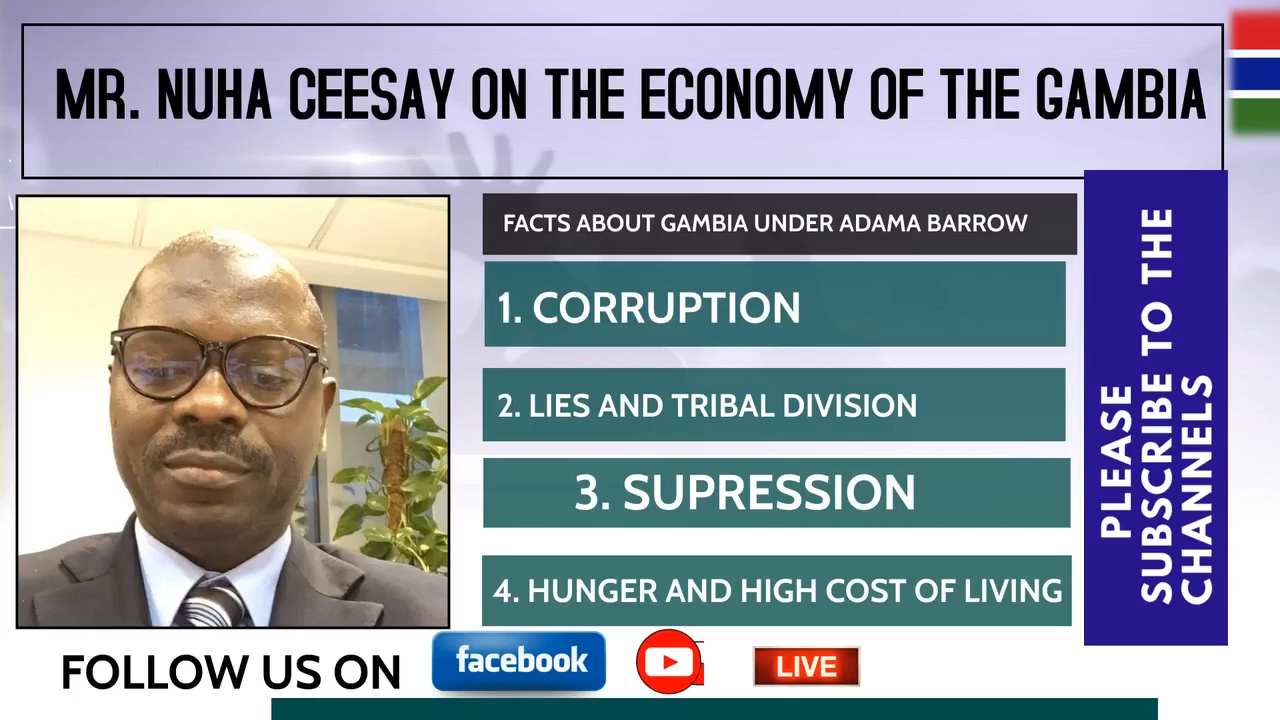 MR. NUHA CEESAY ON THE ECONOMY OF THE GAMBIA
FACTS ABOUT GAMBIA UNDER ADAMA BARROW
1. CORRUPTION
2. LIES AND TRIBAL DIVISION
3. SUPRESSION
4. HUNGER AND HIGH COST OF LIVING
PLEASE
SUBSCRIBE TO THE
CHANNELS
FOLLOW US ON
facebook
LIVE